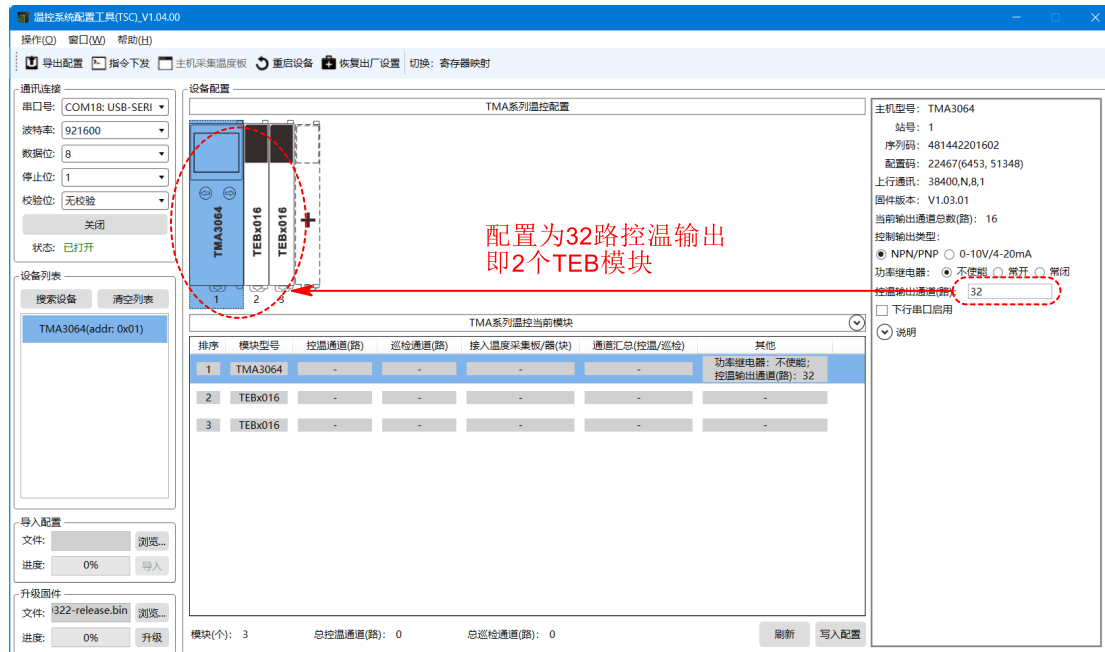 温控系统配置工具(TSC)_V1.04.00
操作(O) 窗口(W) 帮助(H)
导出配置 指令下发 主机采集温度板 重启设备 恢复出厂设置 切换：寄存器映射
通讯连接
串口号: COM18: USB-SERI
波特率: 921600
数据位: 8
停止位: 1
校验位: 无校验
关闭
状态: 已打开
设备列表
搜索设备 清空列表
TMA3064(addr: 0x01)
导入配置
文件: 浏览...
进度: 0% 导入
升级固件
文件: 322-release.bin 浏览...
进度: 0% 升级
设备配置
TMA系列温控配置
TMA3064
TEBx016
TEBx016
+
1 2 3
配置为32路控温输出
即2个TEB模块
TMA系列温控当前模块
排序 模块型号 控温通道(路) 巡检通道(路) 接入温度采集板/器(块) 通道汇总(控温/巡检) 其他
1 TMA3064 - - - - 功率继电器：不使能;
控温输出通道(路)：32
2 TEBx016 - - - - -
3 TEBx016 - - - - -
模块(个)： 3 总控温通道(路)： 0 总巡检通道(路)： 0 刷新 写入配置
主机型号： TMA3064
站号： 1
序列码： 481442201602
配置码： 22467(6453, 51348)
上行通讯： 38400,N,8,1
固件版本： V1.03.01
当前输出通道总数(路)： 16
控制输出类型：
NPN/PNP 0-10V/4-20mA
功率继电器： 不使能 常开 常闭
控温输出通道(路)： 32
下行串口启用
说明